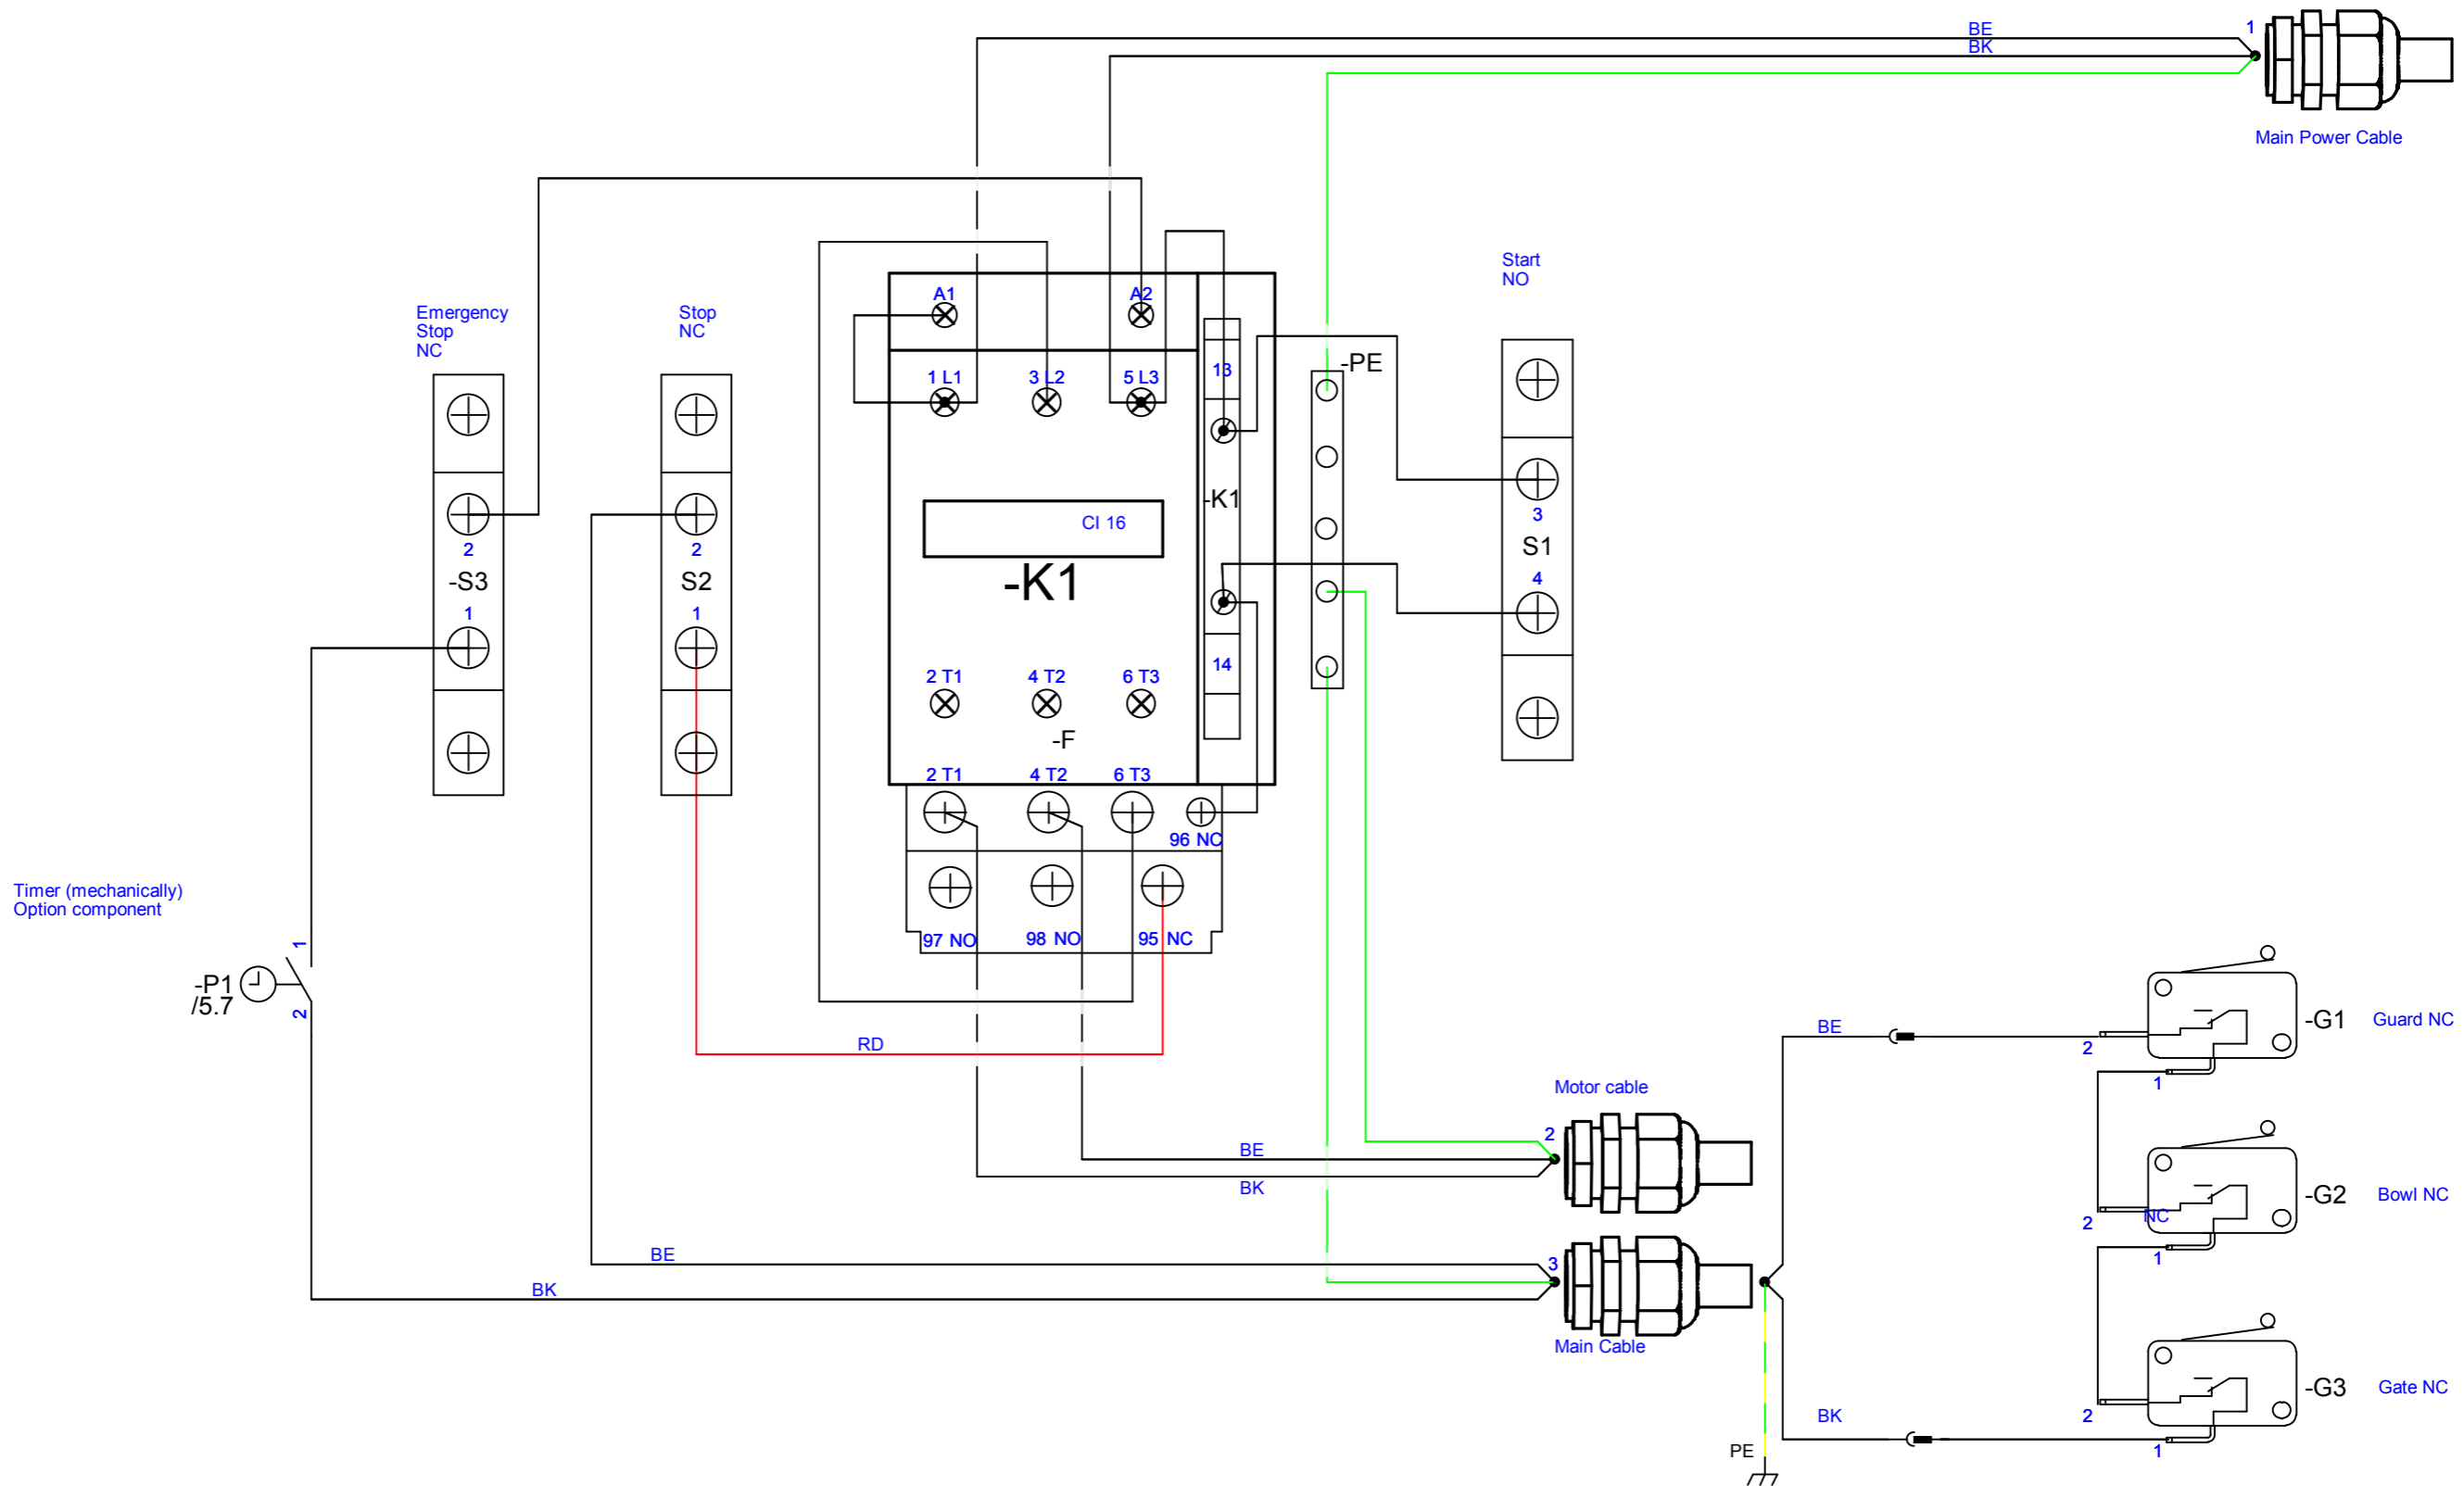 BE
1
BK
Main Power Cable
Start
NO
Emergency
Stop
NC
Stop
NC
A1
A2
1 L1
3 L2
5 L3
13
-PE
CI 16
-K1
-K1
3
S1
4
2
-S3
1
2
S2
1
2 T1
4 T2
6 T3
14
-F
2 T1
4 T2
6 T3
96 NC
97 NO
98 NO
95 NC
Timer (mechanically)
Option component
1
-P1
/5.7
2
RD
BE
2
-G1
Guard NC
1
Motor cable
2
BE
BK
2
NC
-G2
Bowl NC
1
BE
3
BK
Main Cable
BK
2
-G3
Gate NC
1
PE